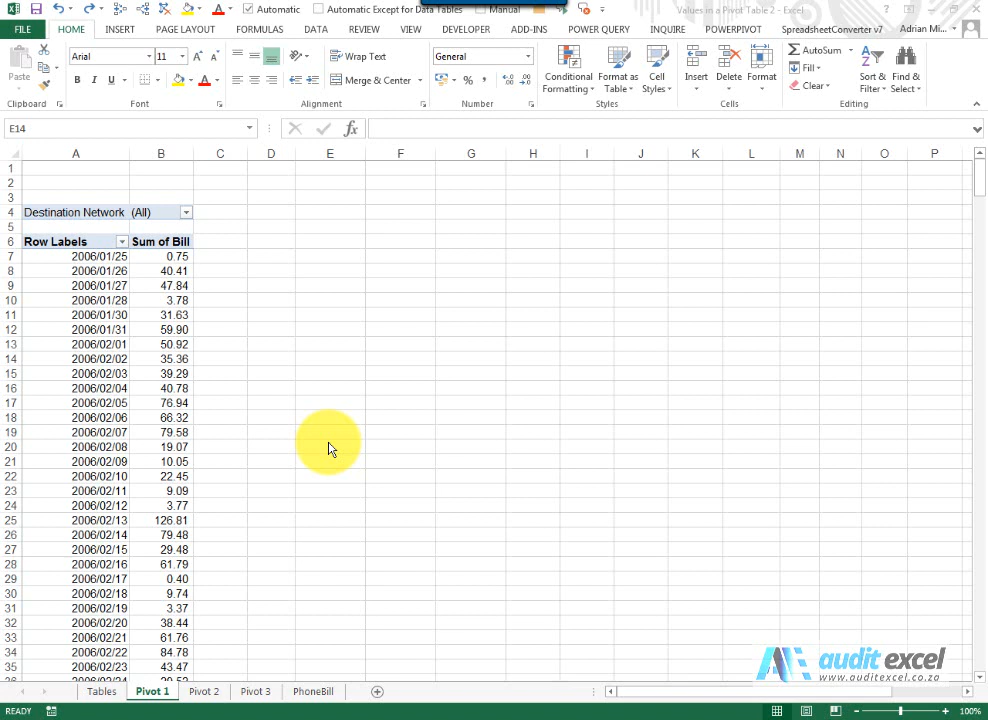 Automatic Automatic Except for Data Tables Manual Values in a Pivot Table 2 - Excel
FILE HOME INSERT PAGE LAYOUT FORMULAS DATA REVIEW VIEW DEVELOPER ADD-INS POWER QUERY INQUIRE POWERPIVOT SpreadsheetConverter v7 Adrian Mi...
Paste Arial 11 Wrap Text Merge & Center General % Conditional Formatting Format as Table Cell Styles Insert Delete Format AutoSum Fill Clear Sort & Filter Find & Select
Clipboard Font Alignment Number Styles Cells Editing
E14 fx
A B C D E F G H I J K L M N O P
1
2
3
4 Destination Network (All)
5
6 Row Labels Sum of Bill
7 2006/01/25 0.75
8 2006/01/26 40.41
9 2006/01/27 47.84
10 2006/01/28 3.78
11 2006/01/30 31.63
12 2006/01/31 59.90
13 2006/02/01 50.92
14 2006/02/02 35.36
15 2006/02/03 39.29
16 2006/02/04 40.78
17 2006/02/05 76.94
18 2006/02/06 66.32
19 2006/02/07 79.58
20 2006/02/08 19.07
21 2006/02/09 10.05
22 2006/02/10 22.45
23 2006/02/11 9.09
24 2006/02/12 3.77
25 2006/02/13 126.81
26 2006/02/14 79.48
27 2006/02/15 29.48
28 2006/02/16 61.79
29 2006/02/17 0.40
30 2006/02/18 9.74
31 2006/02/19 3.37
32 2006/02/20 38.44
33 2006/02/21 61.76
34 2006/02/22 84.78
35 2006/02/23 43.47
audit excel
www.auditexcel.co.za
Tables Pivot 1 Pivot 2 Pivot 3 PhoneBill
READY 100%